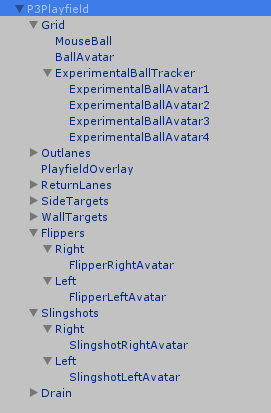 P3Playfield
Grid
MouseBall
BallAvatar
ExperimentalBallTracker
ExperimentalBallAvatar1
ExperimentalBallAvatar2
ExperimentalBallAvatar3
ExperimentalBallAvatar4
Outlanes
PlayfieldOverlay
ReturnLanes
SideTargets
WallTargets
Flippers
Right
FlipperRightAvatar
Left
FlipperLeftAvatar
Slingshots
Right
SlingshotRightAvatar
Left
SlingshotLeftAvatar
Drain